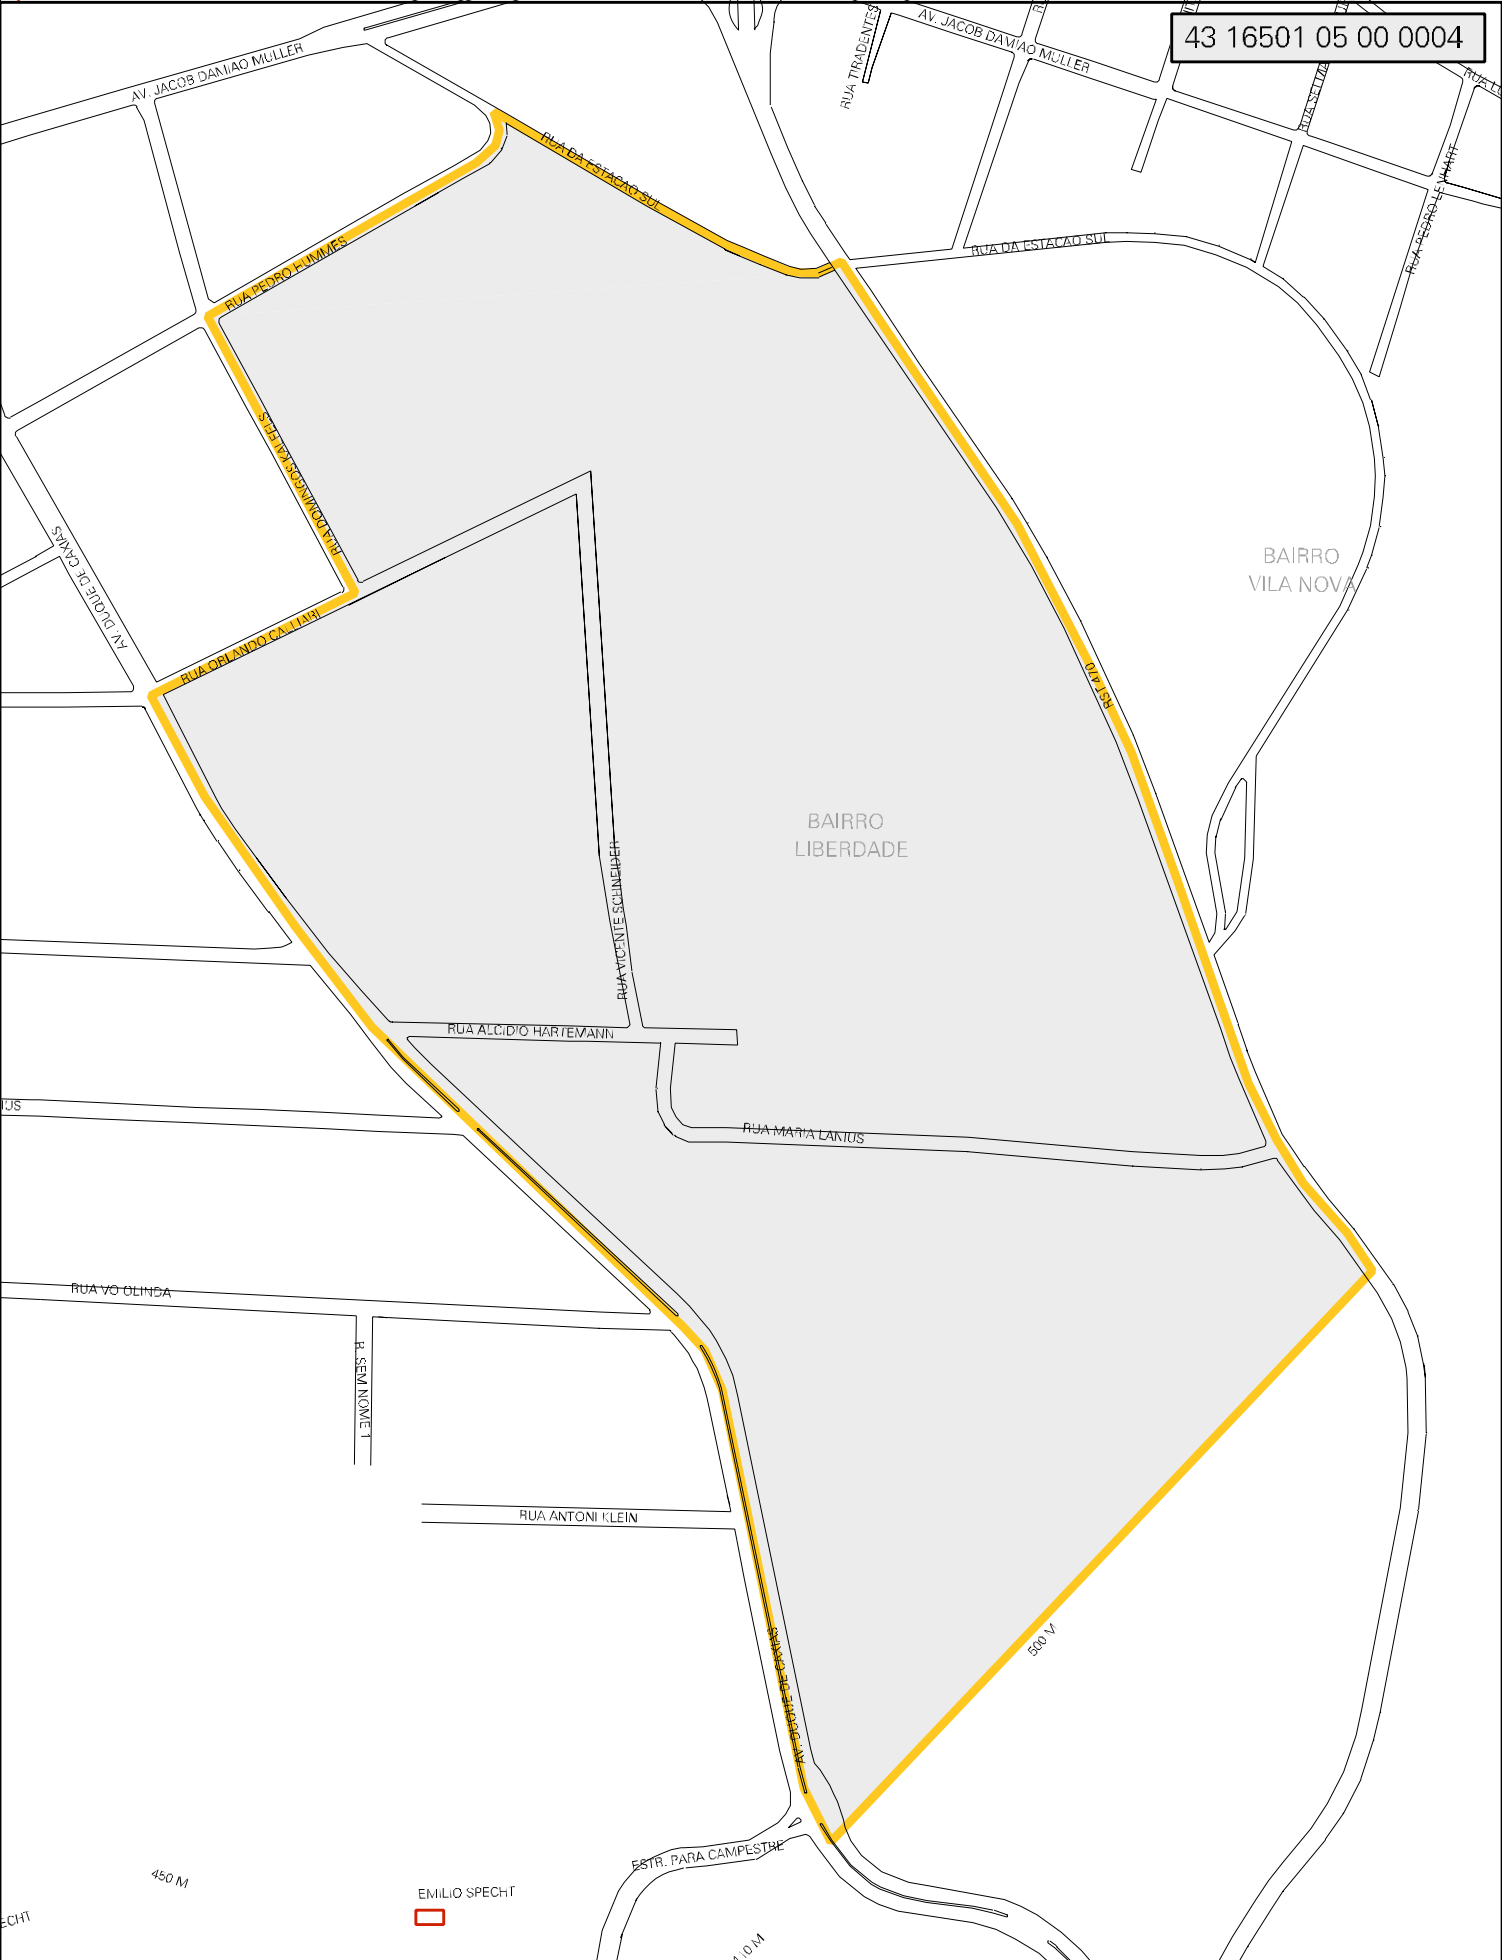 43 16501 05 00 0004
AV. JACOB DAMIAO MULLER
RUA TIRADENTES
AV. JACOB DAMIAO MULLER
RUA DA ESTACAO SUL
RUA PEDRO LENHART
RUA DA ESTACAO SUL
RUA PEDRO HUMMES
RUA DOMINGOS KALFELS
AV. DUQUE DE CAXIAS
RUA ORLANDO CALLIARI
BAIRRO
VILA NOVA
RST 470
BAIRRO
LIBERDADE
RUA VICENTE SCHNEIDER
RUA ALCIDIO HARTEMANN
IUS
RUA MARIA LANIUS
RUA VO OLINDA
R. SEM NOME 1
RUA ANTONI KLEIN
AV. DUQUE DE CAXIAS
500 M
ESTR. PARA CAMPESTRE
450 M
EMILIO SPECHT
ECHT